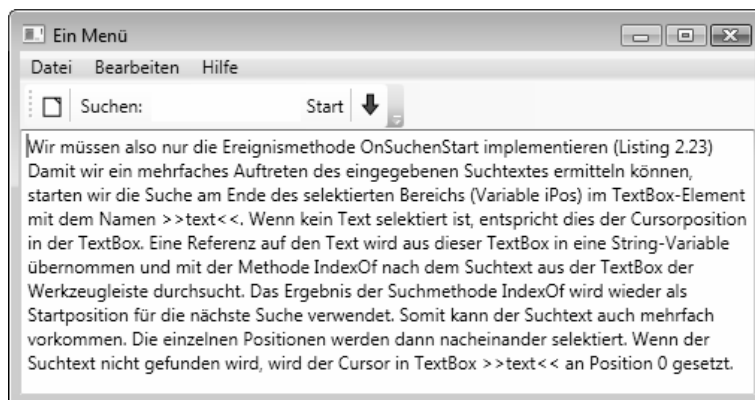 Ein Menü
Datei Bearbeiten Hilfe
Suchen: Start
Wir müssen also nur die Ereignismethode OnSuchenStart implementieren (Listing 2.23)
Damit wir ein mehrfaches Auftreten des eingegebenen Suchtextes ermitteln können,
starten wir die Suche am Ende des selektierten Bereichs (Variable iPos) im TextBox-Element
mit dem Namen >>text<<. Wenn kein Text selektiert ist, entspricht dies der Cursorposition
in der TextBox. Eine Referenz auf den Text wird aus dieser TextBox in eine String-Variable
übernommen und mit der Methode IndexOf nach dem Suchtext aus der TextBox der
Werkzeugleiste durchsucht. Das Ergebnis der Suchmethode IndexOf wird wieder als
Startposition für die nächste Suche verwendet. Somit kann der Suchtext auch mehrfach
vorkommen. Die einzelnen Positionen werden dann nacheinander selektiert. Wenn der
Suchtext nicht gefunden wird, wird der Cursor in TextBox >>text<< an Position 0 gesetzt.